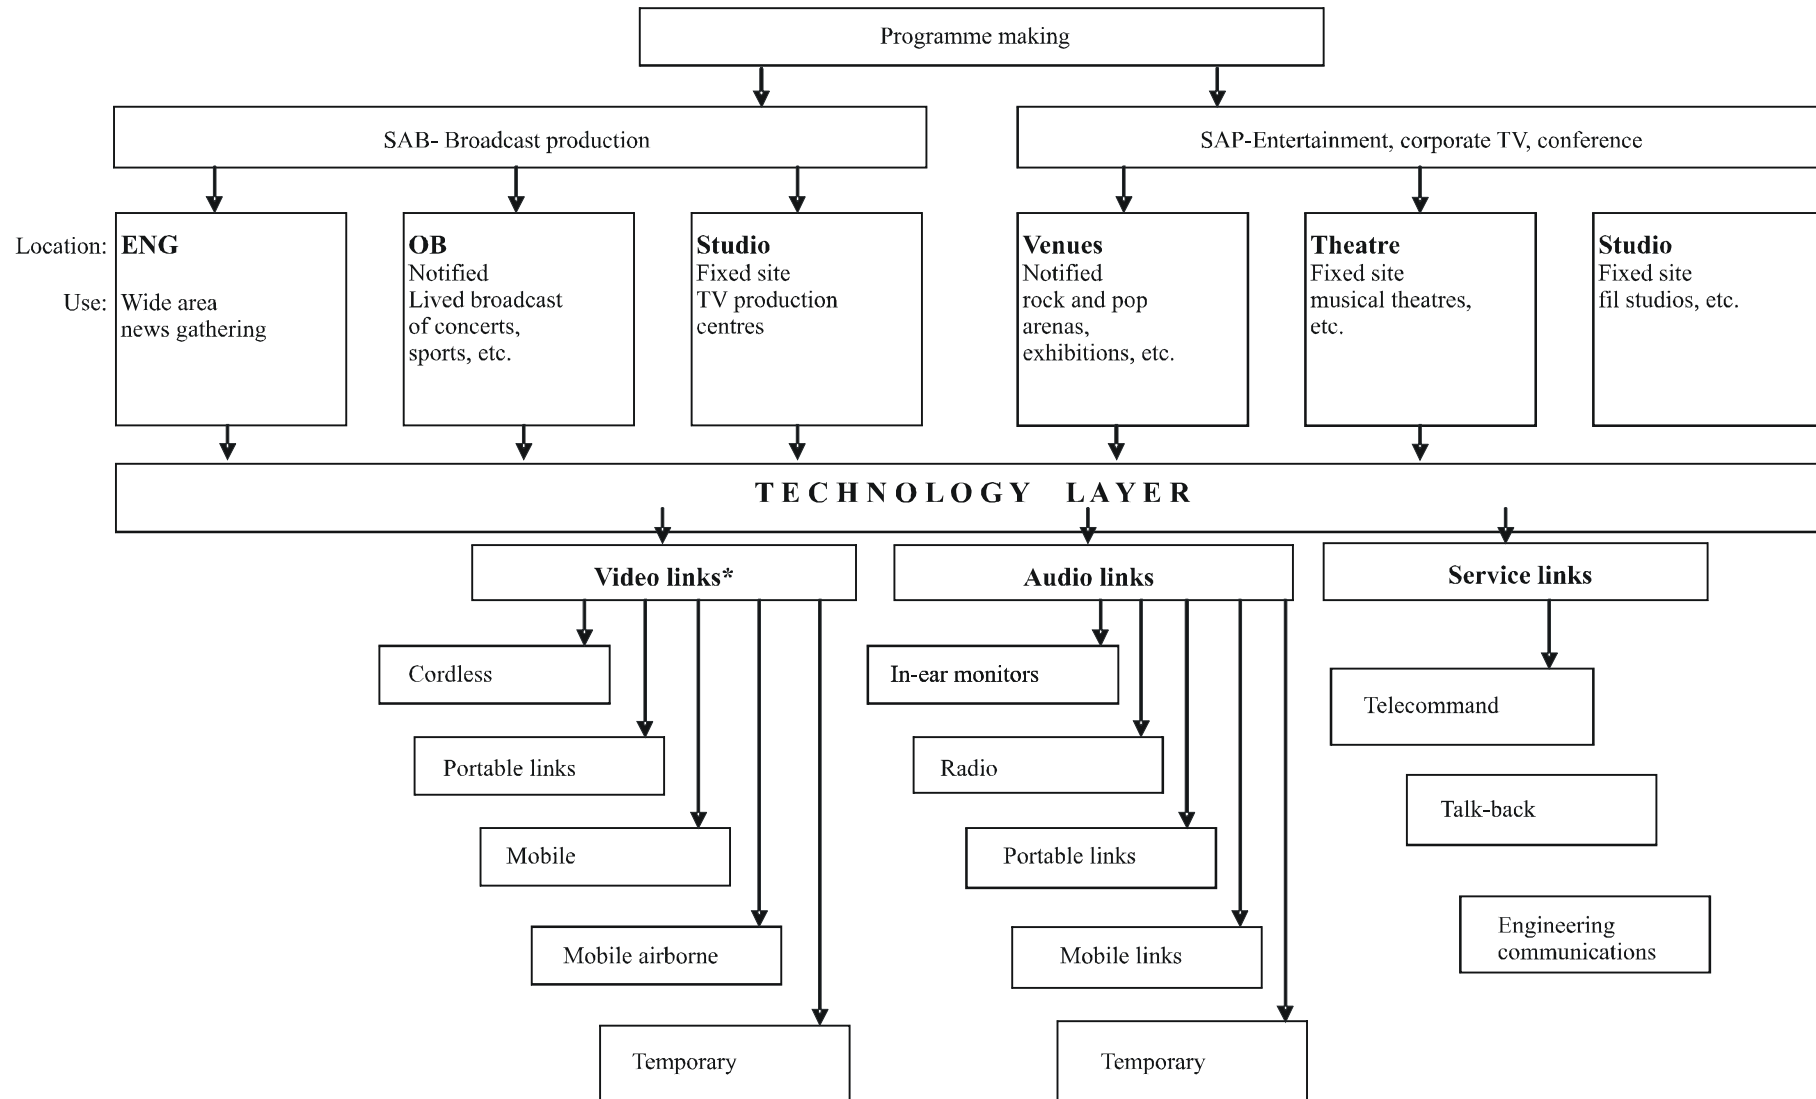 Programme making
SAB- Broadcast production
SAP-Entertainment, corporate TV, conference
Location:
Use:
ENG
Wide area
news gathering
OB
Notified
Lived broadcast
of concerts,
sports, etc.
Studio
Fixed site
TV production
centres
Venues
Notified
rock and pop
arenas,
exhibitions, etc.
Theatre
Fixed site
musical theatres,
etc.
Studio
Fixed site
fil studios, etc.
TECHNOLOGY LAYER
Video links*
Cordless
Portable links
Mobile
Mobile airborne
Temporary
Audio links
In-ear monitors
Radio
Portable links
Mobile links
Temporary
Service links
Telecommand
Talk-back
Engineering
communications